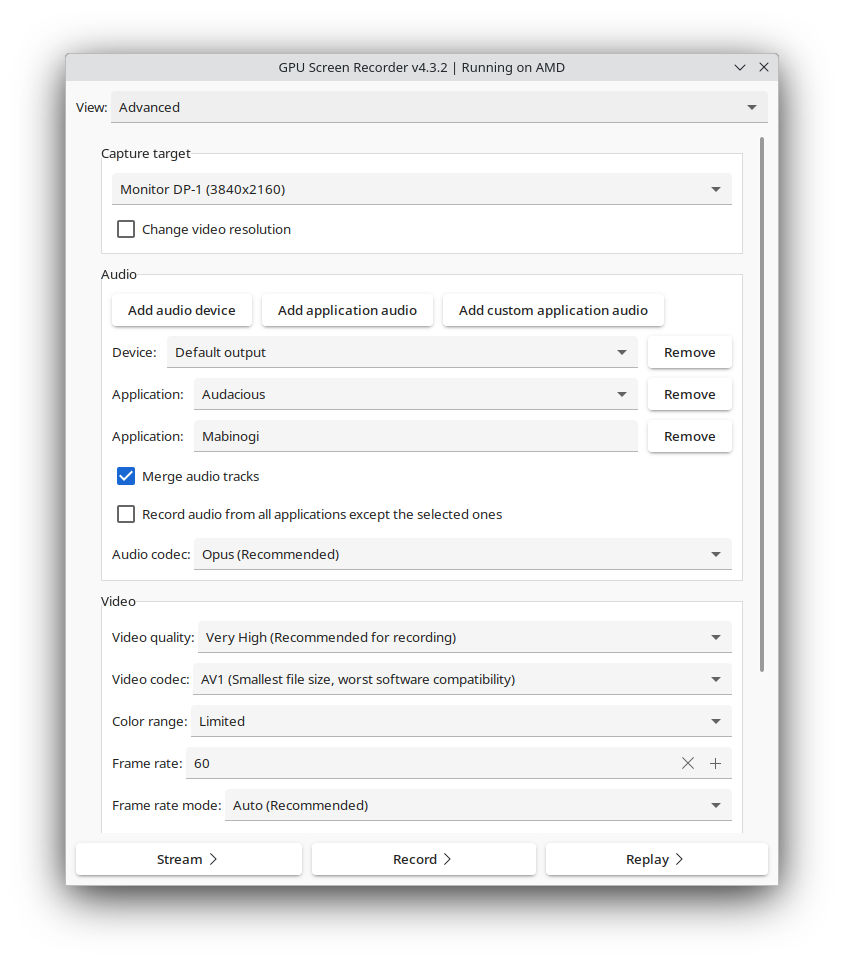 GPU Screen Recorder v4.3.2 | Running on AMD
View: Advanced
Capture target
Monitor DP-1 (3840x2160)
Change video resolution
Audio
Add audio device Add application audio Add custom application audio
Device: Default output Remove
Application: Audacious Remove
Application: Mabinogi Remove
Merge audio tracks
Record audio from all applications except the selected ones
Audio codec: Opus (Recommended)
Video
Video quality: Very High (Recommended for recording)
Video codec: AV1 (Smallest file size, worst software compatibility)
Color range: Limited
Frame rate: 60
Frame rate mode: Auto (Recommended)
Stream Record Replay